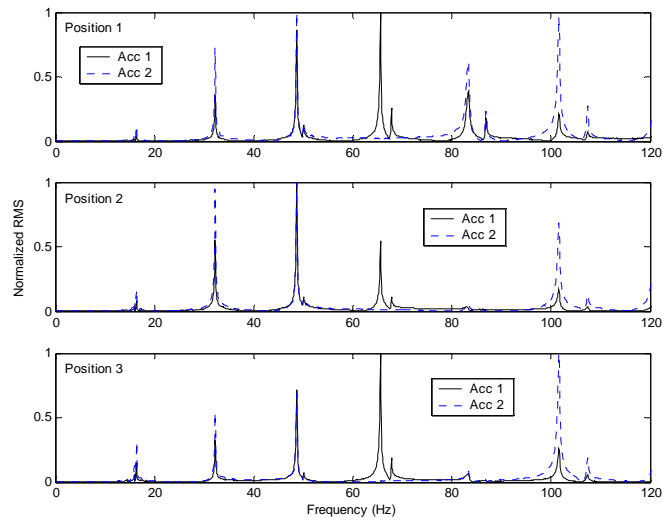 1
Position 1
Acc 1
Acc 2
0.5
0
0 20 40 60 80 100 120
1
Position 2
Acc 1
Acc 2
Normalized RMS
0.5
0
0 20 40 60 80 100 120
1
Position 3
Acc 1
Acc 2
0.5
0
0 20 40 60 80 100 120
Frequency (Hz)